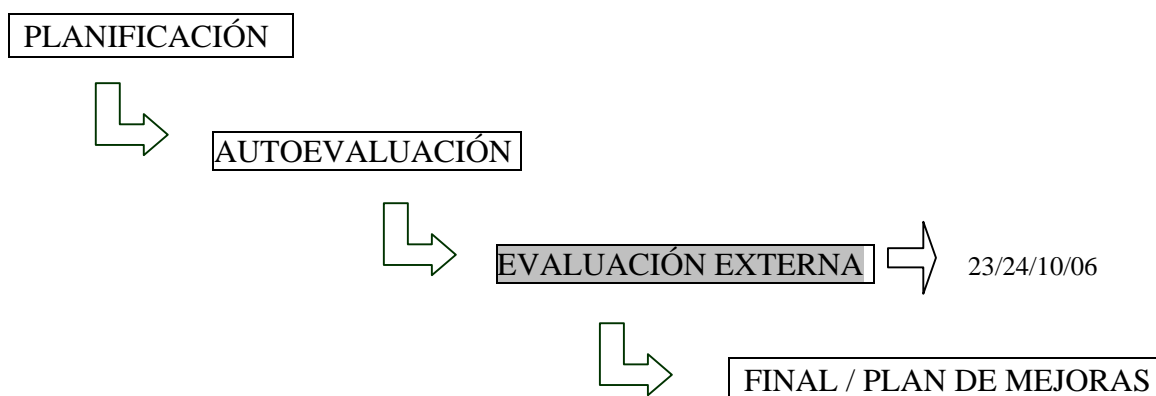 PLANIFICACIÓN
AUTOEVALUACIÓN
EVALUACIÓN EXTERNA
23/24/10/06
FINAL / PLAN DE MEJORAS